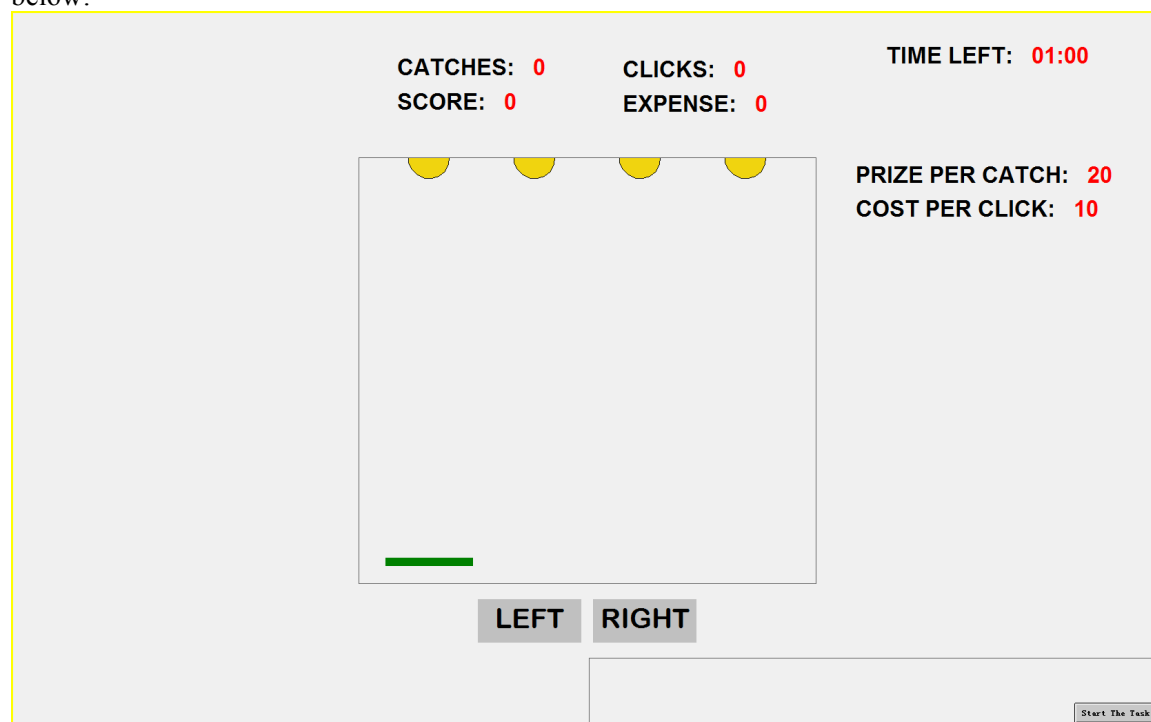 below:
CATCHES: 0 CLICKS: 0 TIME LEFT: 01:00
SCORE: 0 EXPENSE: 0
PRIZE PER CATCH: 20
COST PER CLICK: 10
LEFT RIGHT
Start The Task